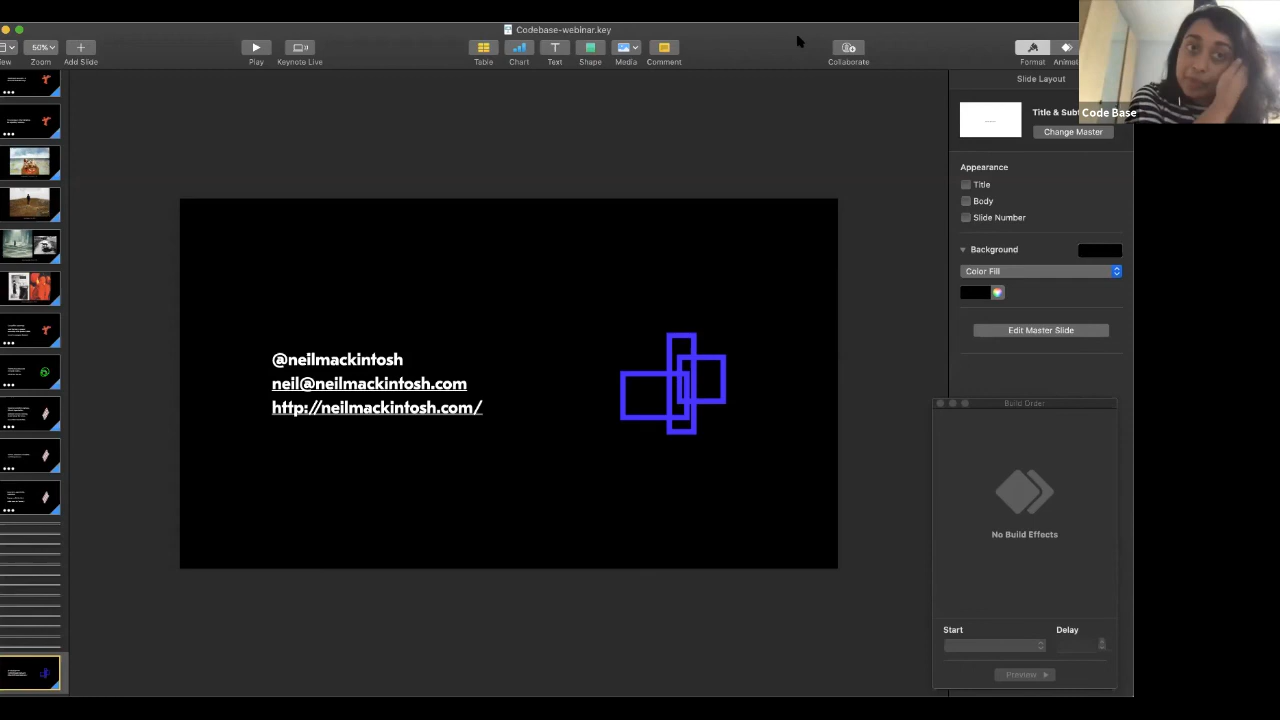 Codebase-webinar.key
50%
View
Zoom
Add Slide
Play
Keynote Live
Table
Chart
Text
Shape
Media
Comment
Collaborate
Format
Slide Layout
Code Base
Title & Subt
Change Master
Appearance
Title
Body
Slide Number
Background
Color Fill
Edit Master Slide
@neilmackintosh
neil@neilmackintosh.com
http://neilmackintosh.com/
Build Order
No Build Effects
Start
Delay
Preview